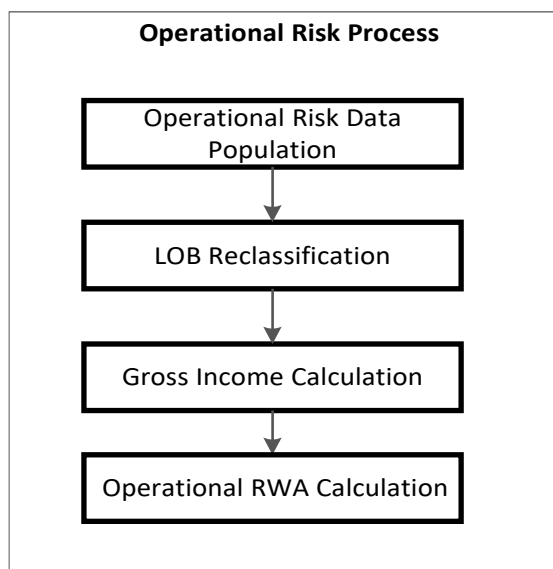 Operational Risk Process
Operational Risk Data
Population
LOB Reclassification
Gross Income Calculation
Operational RWA Calculation